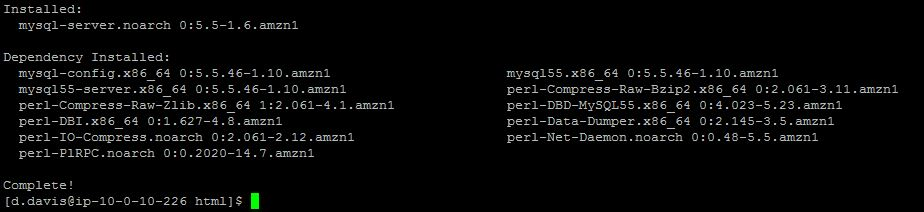 Installed:
mysql-server.noarch 0:5.5-1.6.amzn1
Dependency Installed:
mysql-config.x86_64 0:5.5.46-1.10.amzn1 mysql55.x86_64 0:5.5.46-1.10.amzn1
mysql55-server.x86_64 0:5.5.46-1.10.amzn1 perl-Compress-Raw-Bzip2.x86_64 0:2.061-3.11.amzn1
perl-Compress-Raw-Zlib.x86_64 1:2.061-4.1.amzn1 perl-DBD-MySQL55.x86_64 0:4.023-5.23.amzn1
perl-DBI.x86_64 0:1.627-4.8.amzn1 perl-Data-Dumper.x86_64 0:2.145-3.5.amzn1
perl-IO-Compress.noarch 0:2.061-2.12.amzn1 perl-Net-Daemon.noarch 0:0.48-5.5.amzn1
perl-PlRPC.noarch 0:0.2020-14.7.amzn1
Complete!
[d.davis@ip-10-0-10-226 html]$